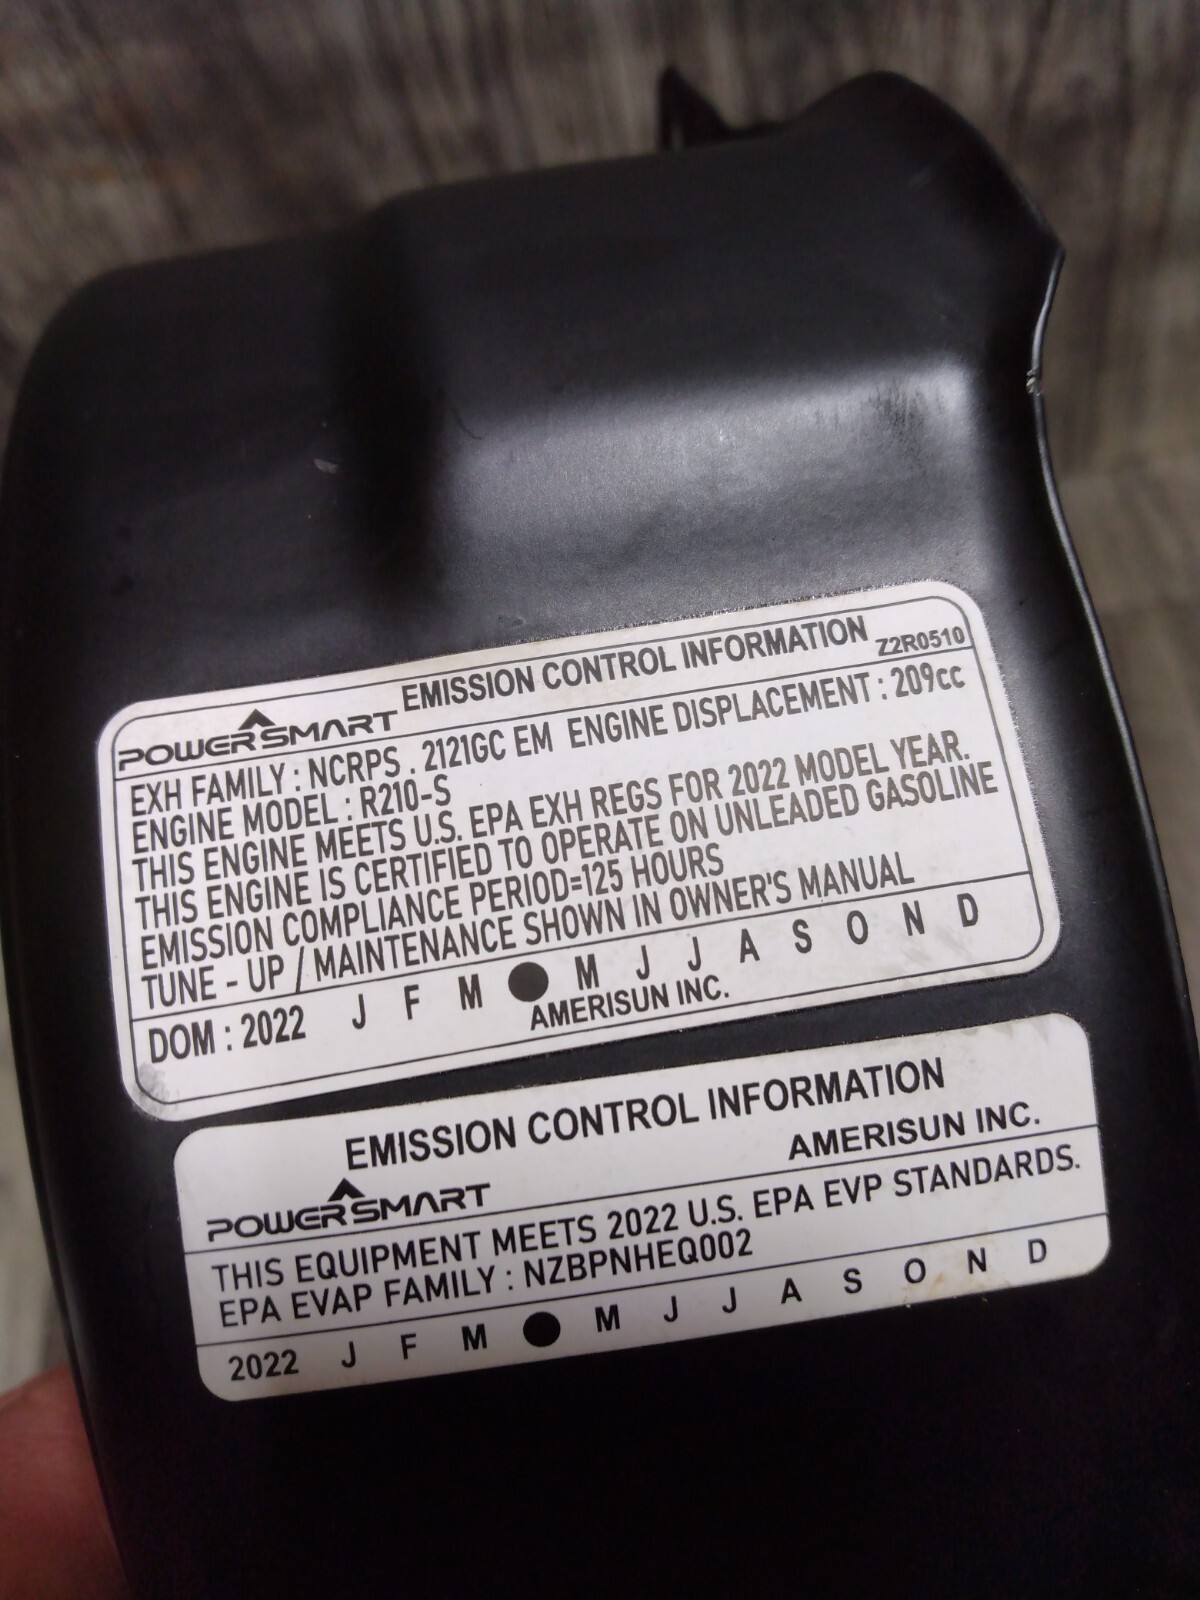 POWERSMART EMISSION CONTROL INFORMATION Z2R0510
EXH FAMILY : NCRPS . 2121GC EM ENGINE DISPLACEMENT : 209cc
ENGINE MODEL : R210-S
THIS ENGINE MEETS U.S. EPA EXH REGS FOR 2022 MODEL YEAR.
THIS ENGINE IS CERTIFIED TO OPERATE ON UNLEADED GASOLINE
EMISSION COMPLIANCE PERIOD=125 HOURS
TUNE - UP / MAINTENANCE SHOWN IN OWNER'S MANUAL
DOM : 2022 J F M ● M J J A S O N D
AMERISUN INC.
EMISSION CONTROL INFORMATION
POWERSMART AMERISUN INC.
THIS EQUIPMENT MEETS 2022 U.S. EPA EVP STANDARDS.
EPA EVAP FAMILY : NZBPNHEQ002
2022 J F M ● M J J A S O N D